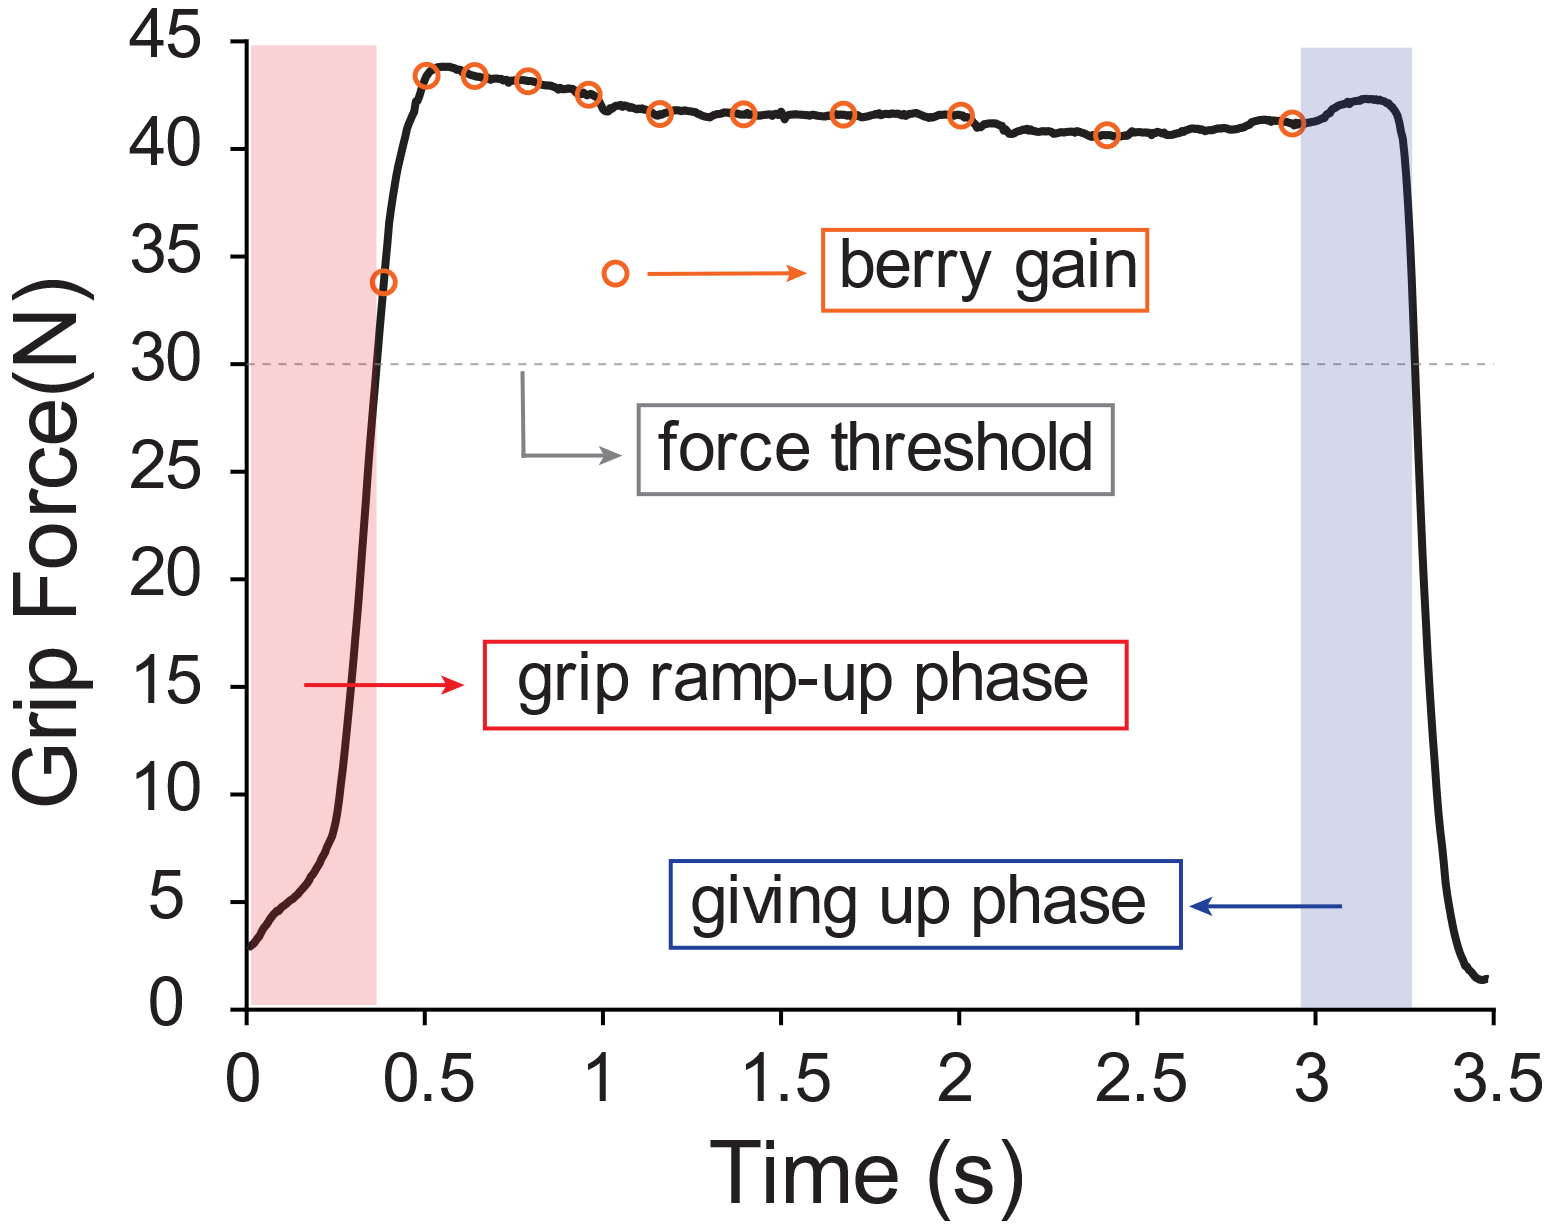 45
40
35
30
25
20
15
10
5
0
Grip Force(N)
berry gain
force threshold
grip ramp-up phase
giving up phase
0 0.5 1 1.5 2 2.5 3 3.5
Time (s)